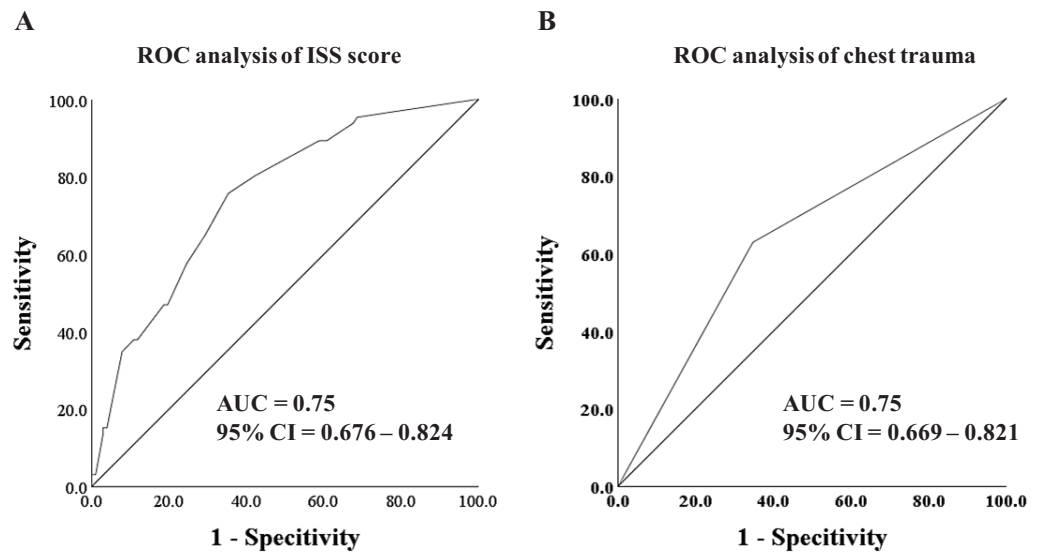 A
ROC analysis of ISS score
100.0
80.0
60.0
40.0
20.0
0.0
Sensitivity
0.0 20.0 40.0 60.0 80.0 100.0
1 - Specitivity
AUC = 0.75
95% CI = 0.676 – 0.824
B
ROC analysis of chest trauma
100.0
80.0
60.0
40.0
20.0
0.0
Sensitivity
0.0 20.0 40.0 60.0 80.0 100.0
1 - Specitivity
AUC = 0.75
95% CI = 0.669 – 0.821